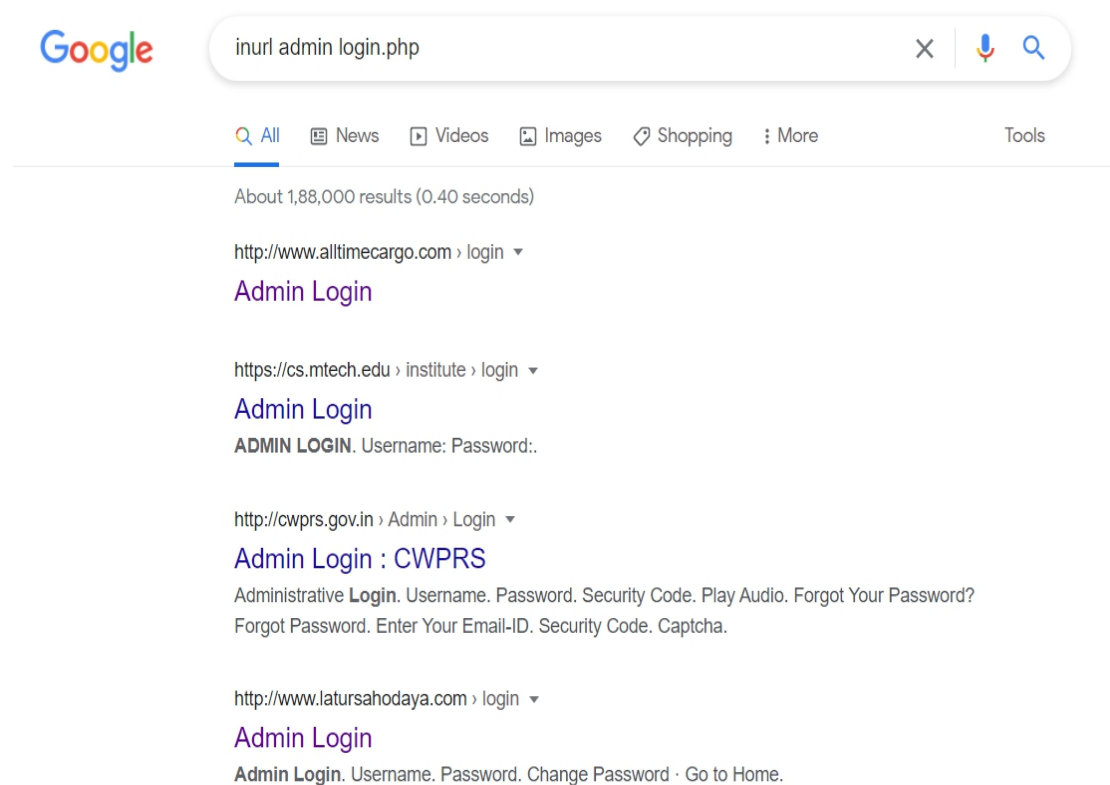 Google
inurl admin login.php
All News Videos Images Shopping More Tools
About 1,88,000 results (0.40 seconds)
http://www.alltimecargo.com › login
Admin Login
https://cs.mtech.edu › institute › login
Admin Login
ADMIN LOGIN. Username: Password:.
http://cwprs.gov.in › Admin › Login
Admin Login : CWPRS
Administrative Login. Username. Password. Security Code. Play Audio. Forgot Your Password?
Forgot Password. Enter Your Email-ID. Security Code. Captcha.
http://www.latursahodaya.com › login
Admin Login
Admin Login. Username. Password. Change Password · Go to Home.